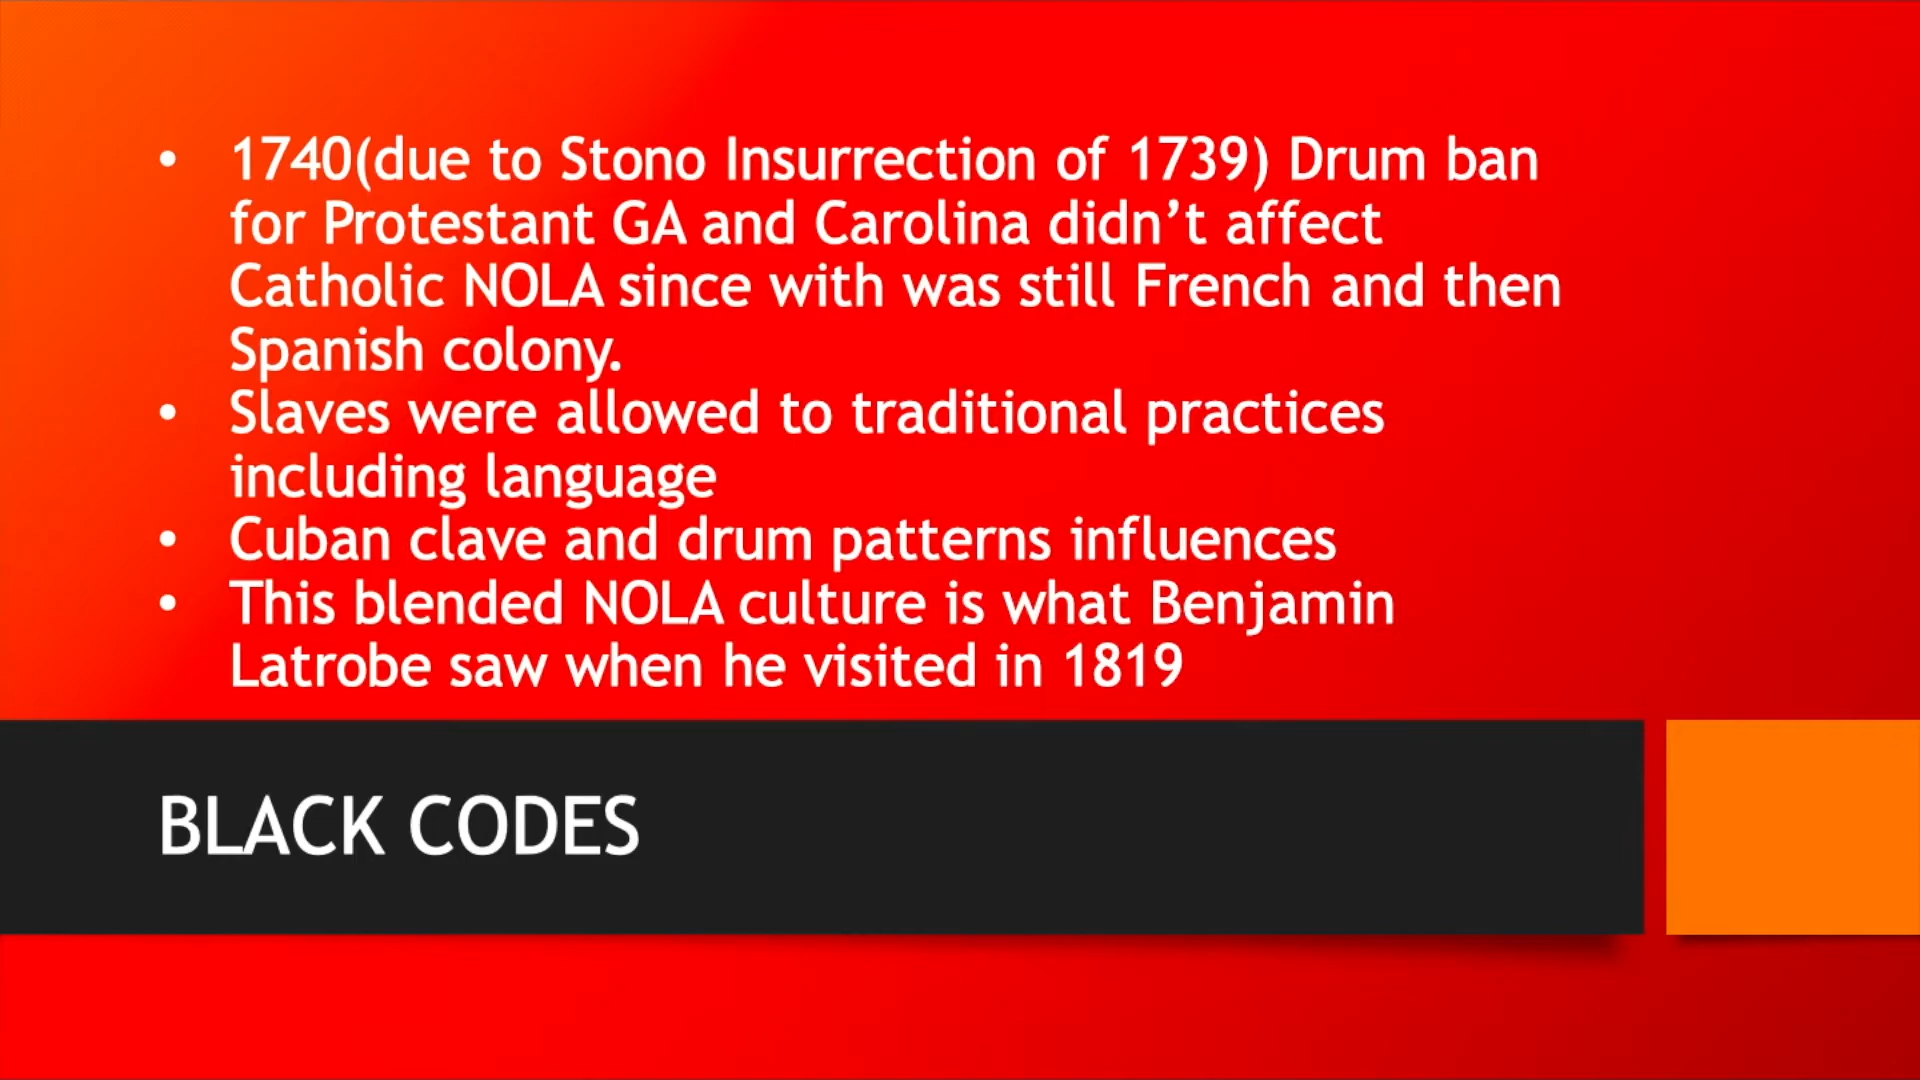 • 1740(due to Stono Insurrection of 1739) Drum ban
for Protestant GA and Carolina didn’t affect
Catholic NOLA since with was still French and then
Spanish colony.
• Slaves were allowed to traditional practices
including language
• Cuban clave and drum patterns influences
• This blended NOLA culture is what Benjamin
Latrobe saw when he visited in 1819
BLACK CODES